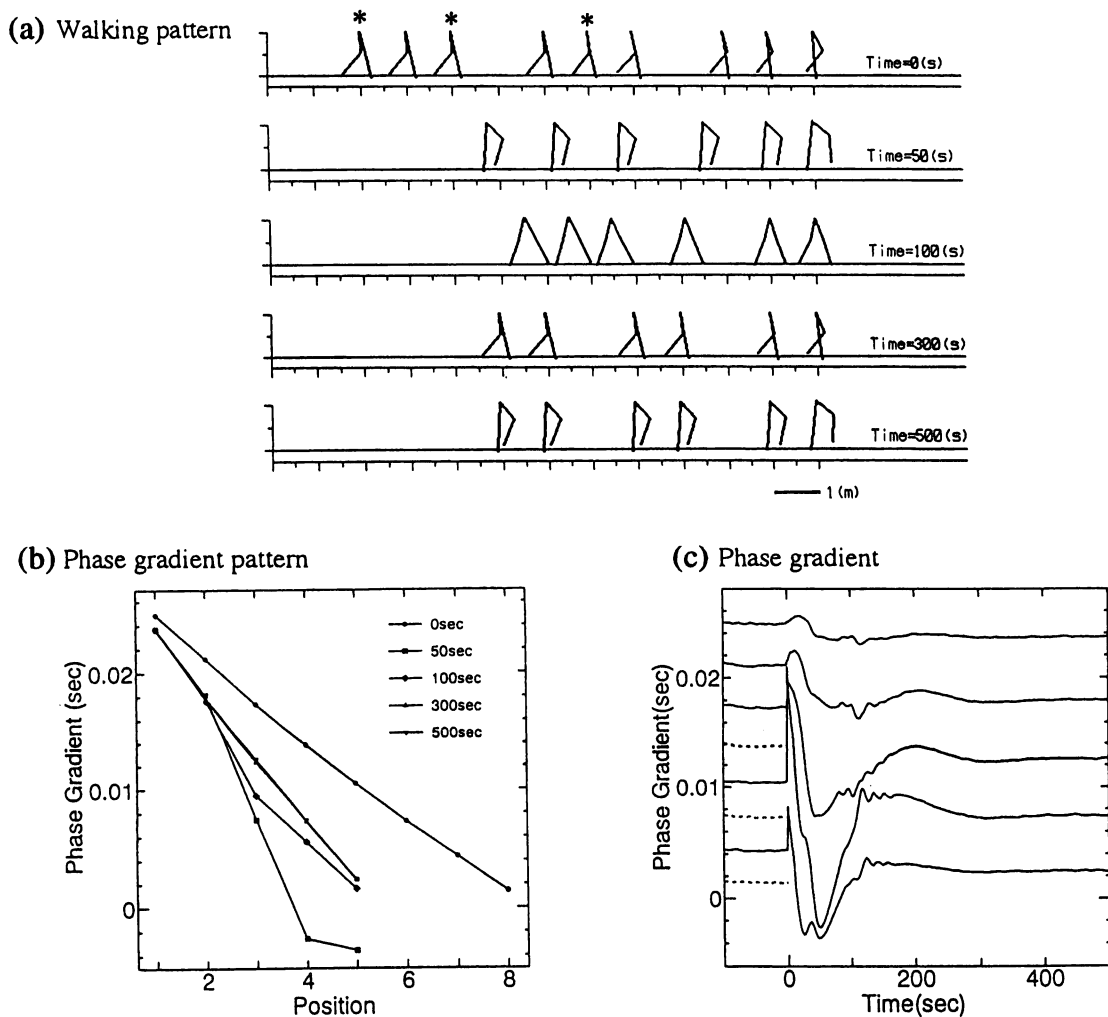 (a) Walking pattern
* * *
Time=0(s)
Time=50(s)
Time=100(s)
Time=300(s)
Time=500(s)
1(m)
(b) Phase gradient pattern
0sec
50sec
100sec
300sec
500sec
0.02
0.01
0
Phase Gradient (sec)
2 4 6 8
Position
(c) Phase gradient
0.02
0.01
0
Phase Gradient(sec)
0 200 400
Time(sec)